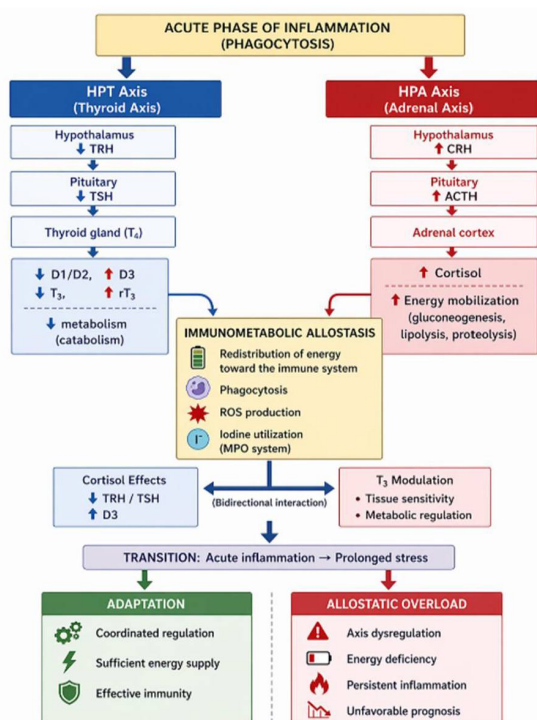 ACUTE PHASE OF INFLAMMATION
(PHAGOCYTOSIS)
HPT Axis
(Thyroid Axis)
Hypothalamus
↓ TRH
Pituitary
↓ TSH
Thyroid gland (T₄)
↓ D1/D2, ↑ D3
↓ T₃, ↑ rT₃
↓ metabolism
(catabolism)
HPA Axis
(Adrenal Axis)
Hypothalamus
↑ CRH
Pituitary
↑ ACTH
Adrenal cortex
↑ Cortisol
↑ Energy mobilization
(gluconeogenesis,
lipolysis, proteolysis)
IMMUNOMETABOLIC ALLOSTASIS
Redistribution of energy
toward the immune system
Phagocytosis
ROS production
I⁻
Iodine utilization
(MPO system)
Cortisol Effects
↓ TRH / TSH
↑ D3
(Bidirectional interaction)
T₃ Modulation
• Tissue sensitivity
• Metabolic regulation
TRANSITION: Acute inflammation → Prolonged stress
ADAPTATION
Coordinated regulation
Sufficient energy supply
Effective immunity
ALLOSTATIC OVERLOAD
Axis dysregulation
Energy deficiency
Persistent inflammation
Unfavorable prognosis